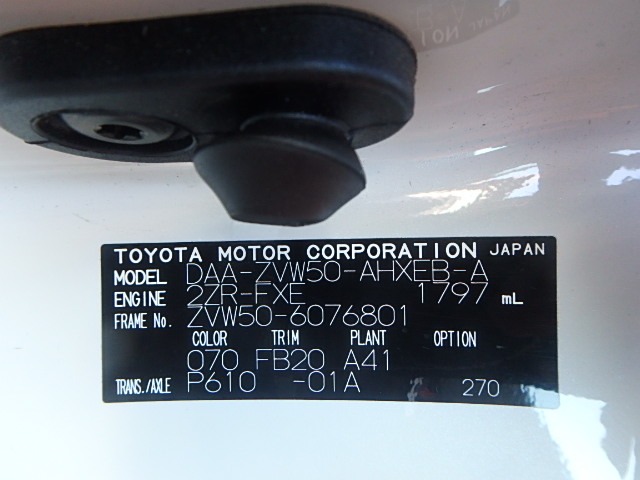 TOYOTA MOTOR CORPORATION JAPAN
MODEL DAA-ZVW50-AHXEB-A
ENGINE 2ZR-FXE 1797 mL
FRAME No. ZVW50-6076801
COLOR TRIM PLANT OPTION
070 FB20 A41
TRANS./AXLE P610 -01A 270